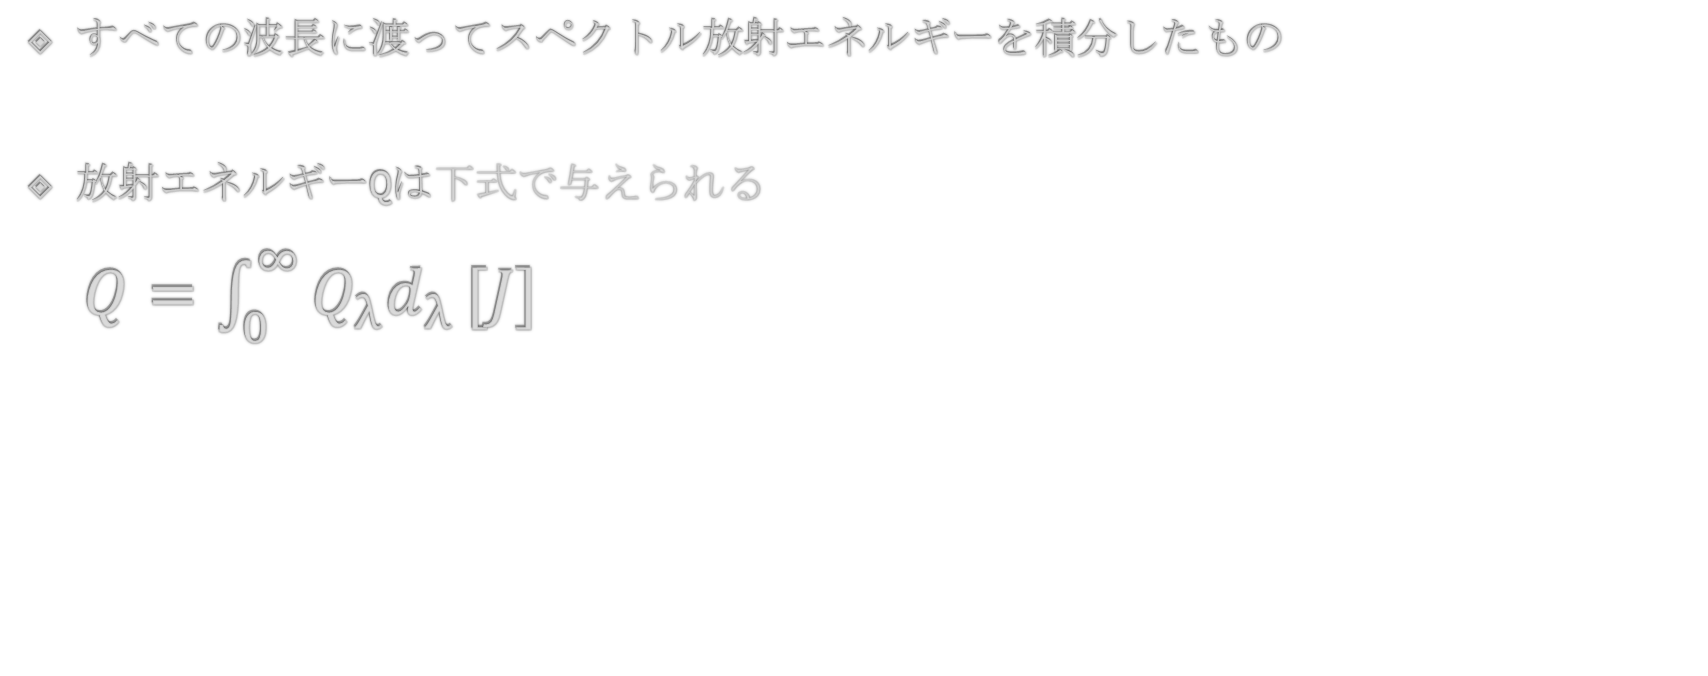 ◈ すべての波長に渡ってスペクトル放射エネルギーを積分したもの
◈ 放射エネルギーQは下式で与えられる
Q = ∫₀^∞ Q_λ d_λ [J]